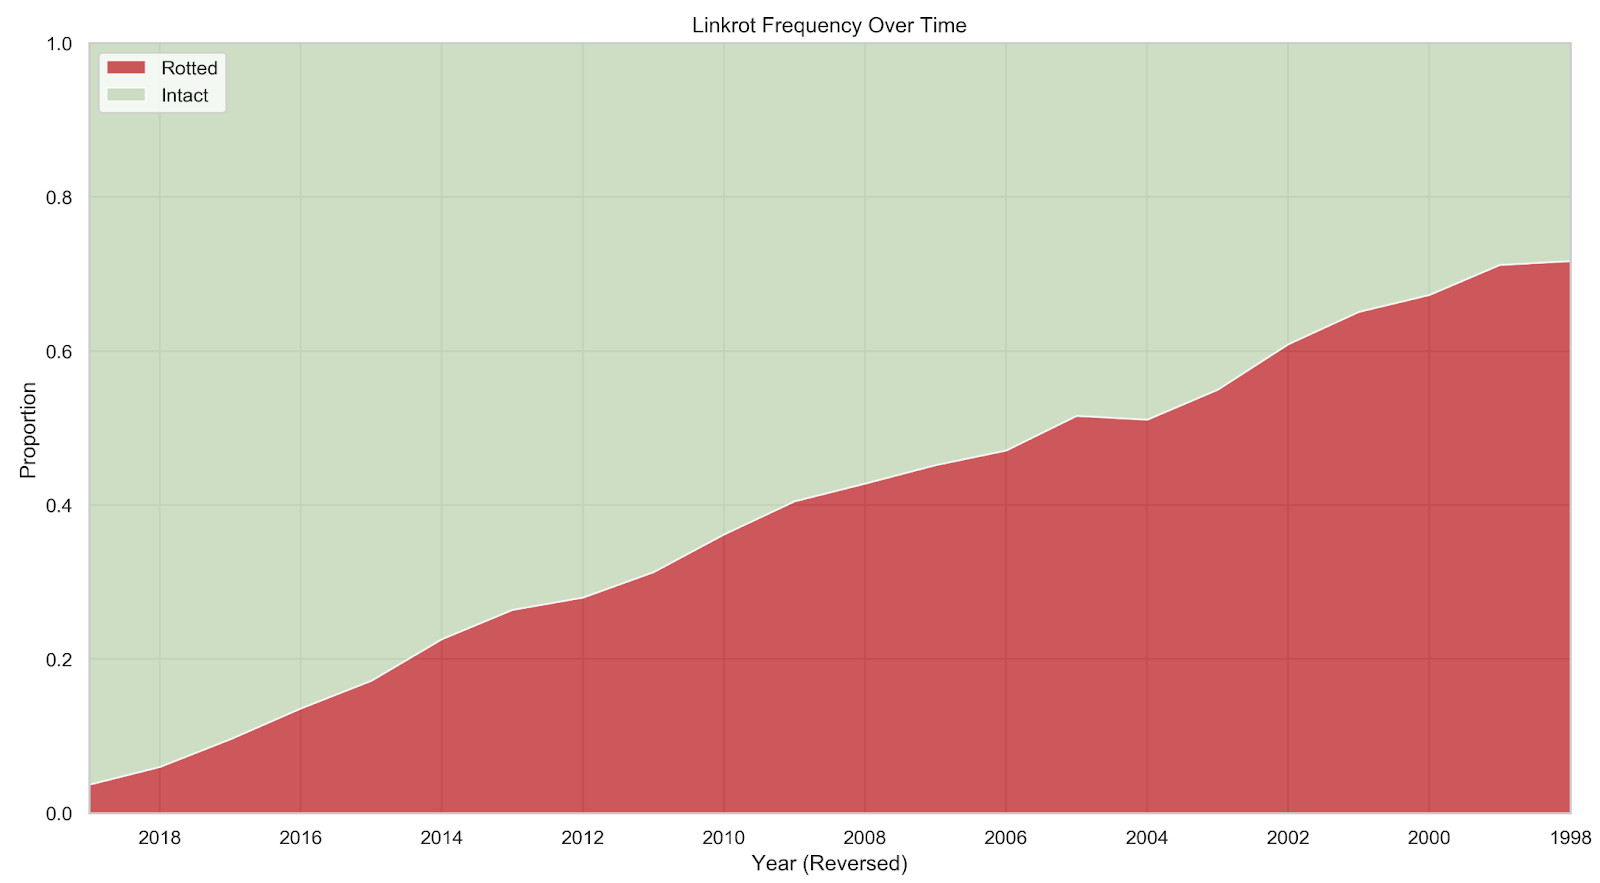 Linkrot Frequency Over Time
1.0
0.8
0.6
0.4
0.2
0.0
Proportion
Rotted
Intact
2018 2016 2014 2012 2010 2008 2006 2004 2002 2000 1998
Year (Reversed)